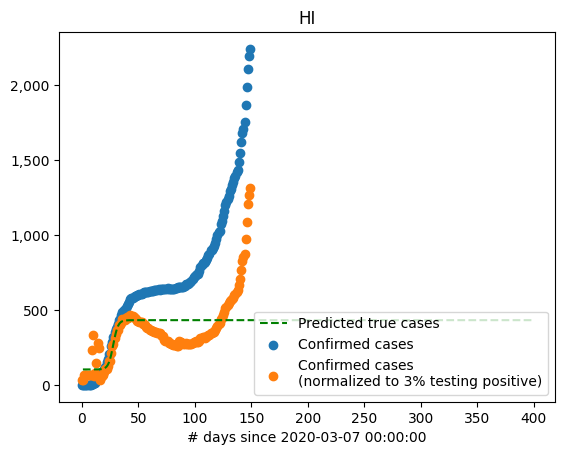 HI
2,000
1,500
1,000
500
0
Predicted true cases
Confirmed cases
Confirmed cases
(normalized to 3% testing positive)
0 50 100 150 200 250 300 350 400
# days since 2020-03-07 00:00:00